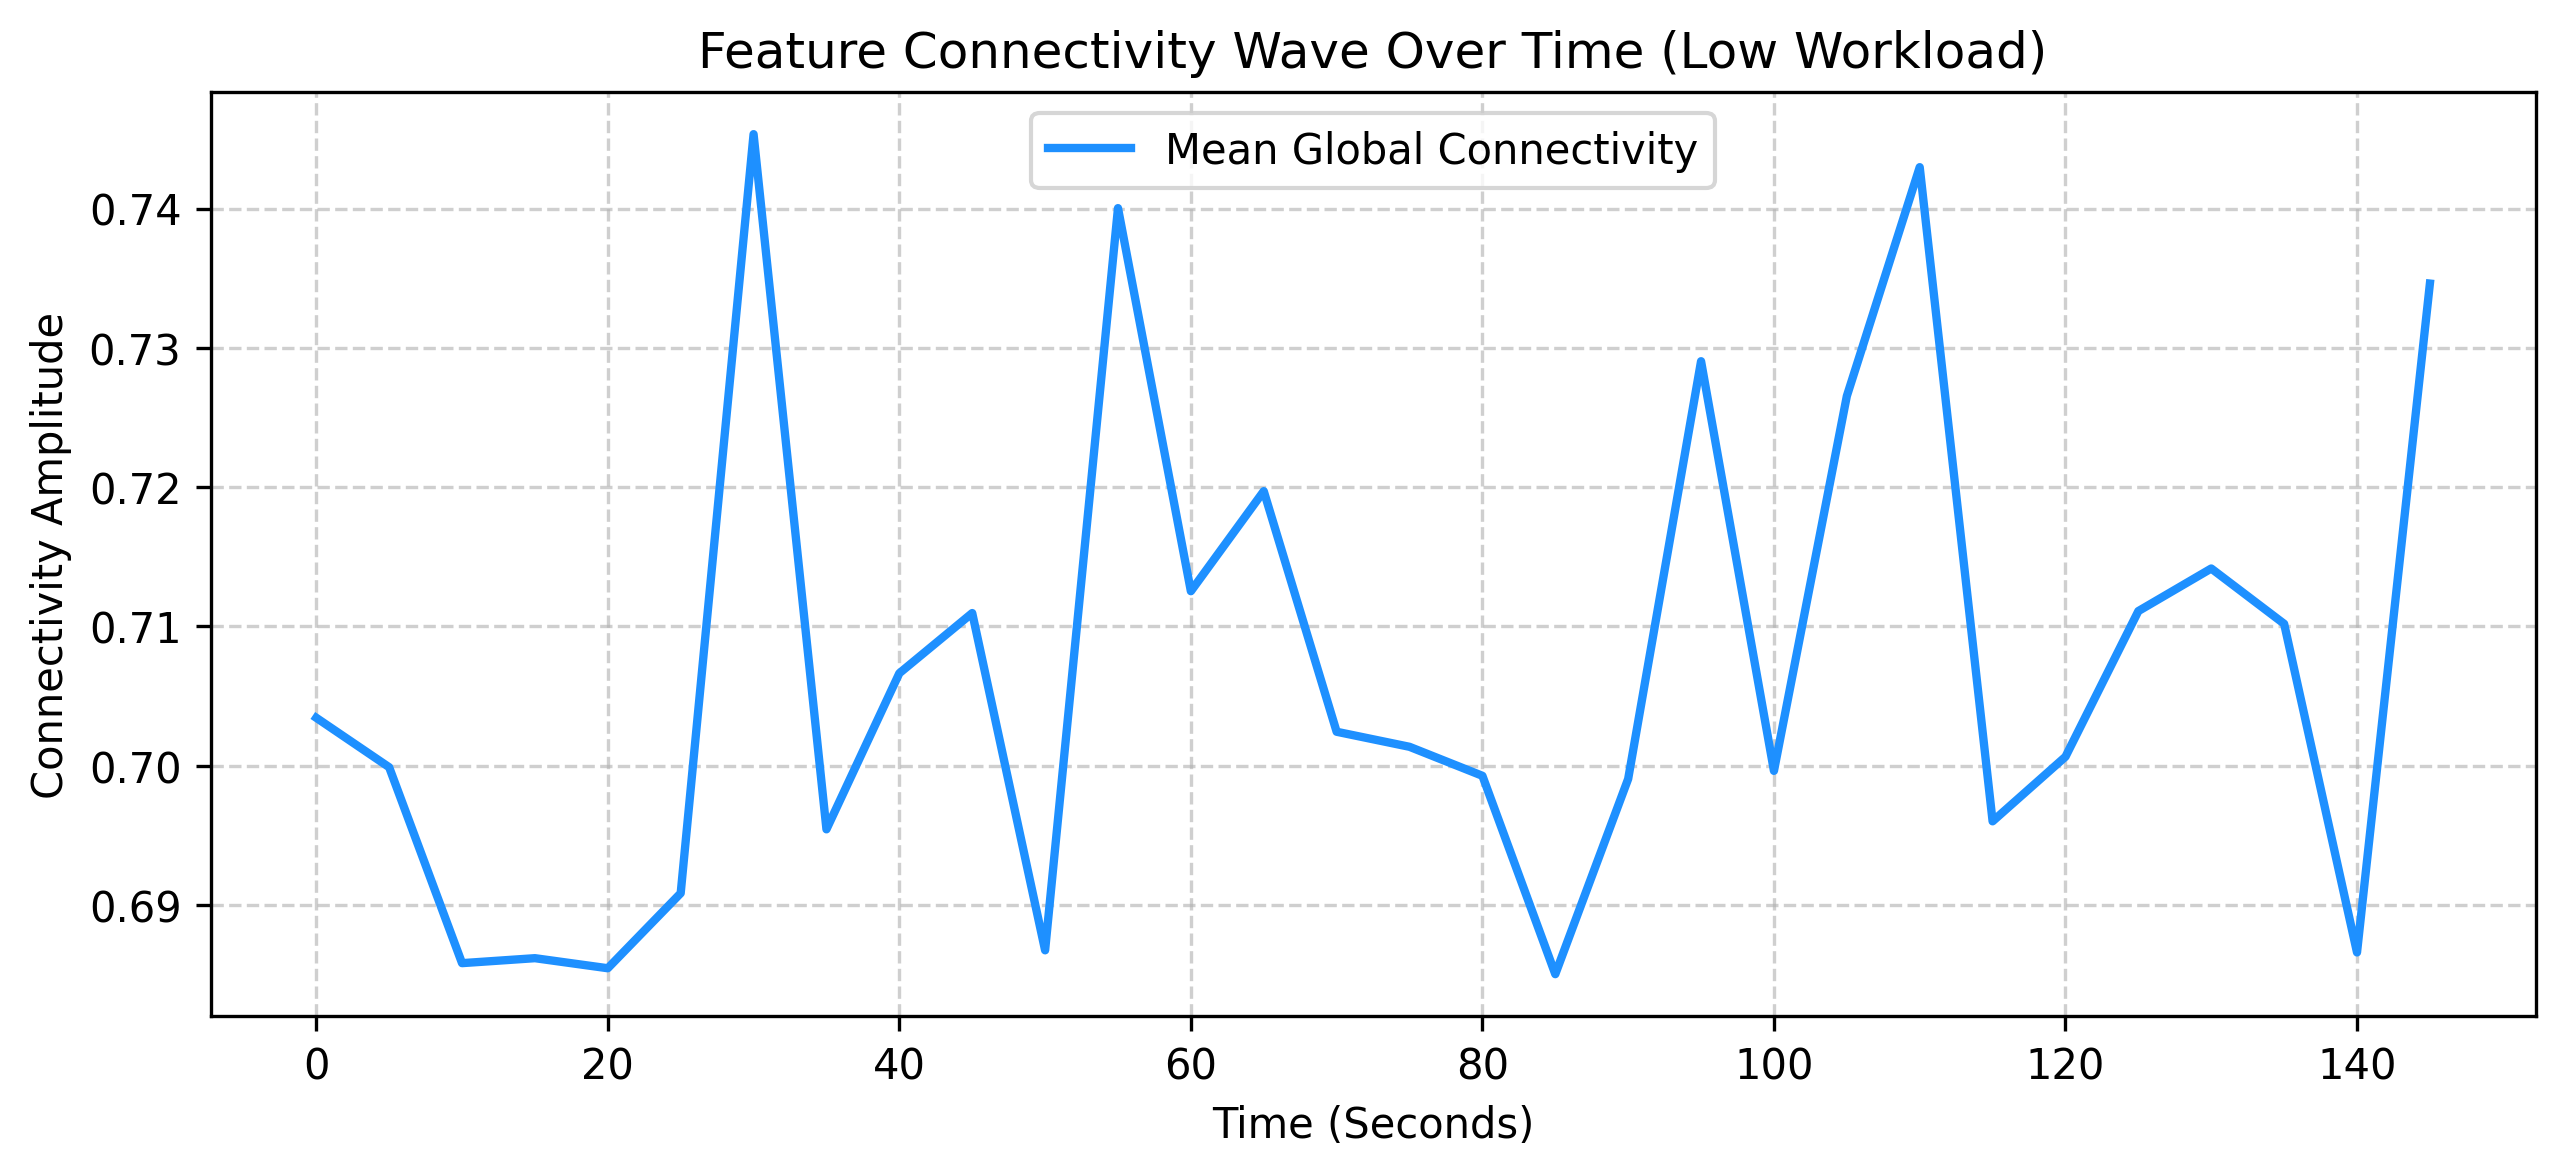 Feature Connectivity Wave Over Time (Low Workload)
Mean Global Connectivity
Connectivity Amplitude
0.74
0.73
0.72
0.71
0.70
0.69
0 20 40 60 80 100 120 140
Time (Seconds)